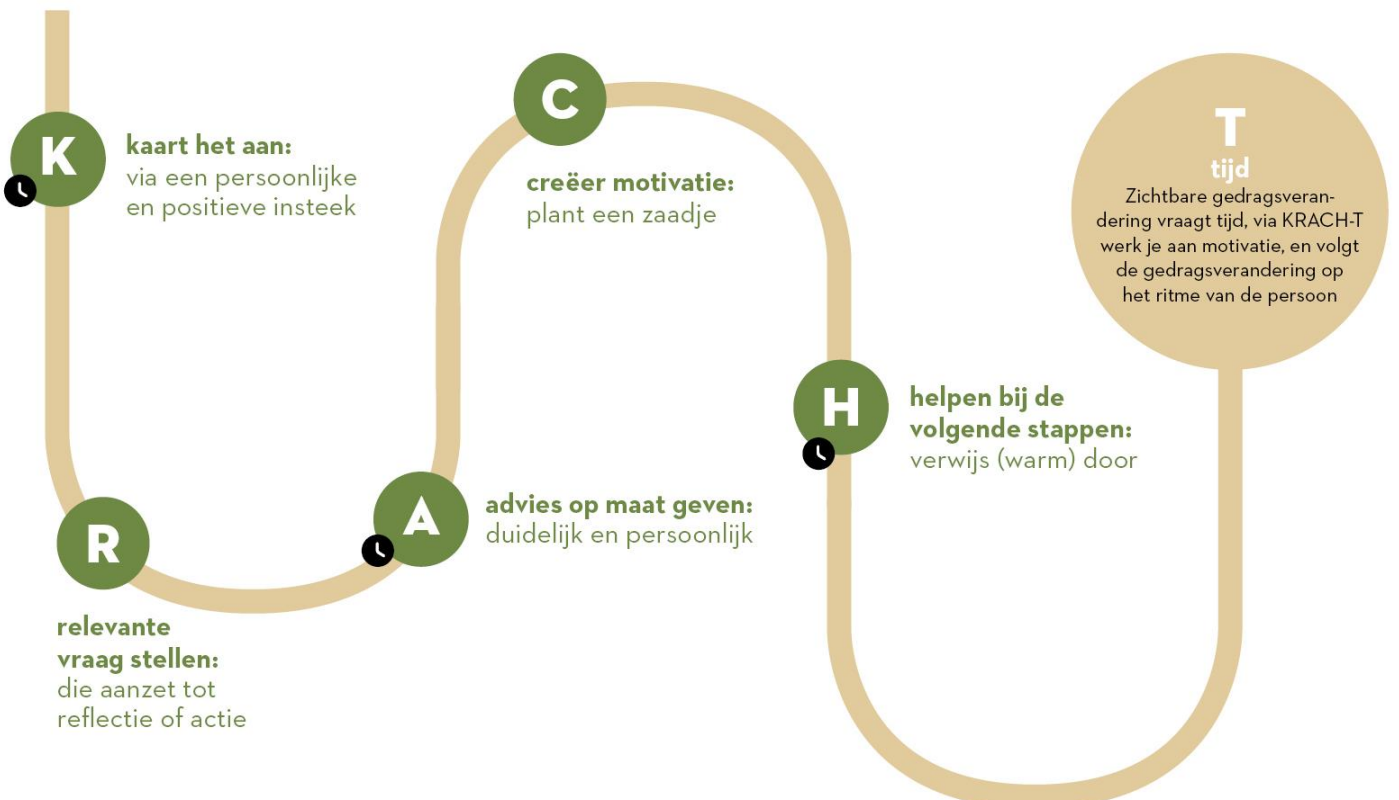 K
kaart het aan:
via een persoonlijke
en positieve insteek
R
relevante
vraag stellen:
die aanzet tot
reflectie of actie
A
advies op maat geven:
duidelijk en persoonlijk
C
creëer motivatie:
plant een zaadje
H
helpen bij de
volgende stappen:
verwijs (warm) door
T
tijd
Zichtbare gedragsveran-
dering vraagt tijd, via KRACH-T
werk je aan motivatie, en volgt
de gedragsverandering op
het ritme van de persoon